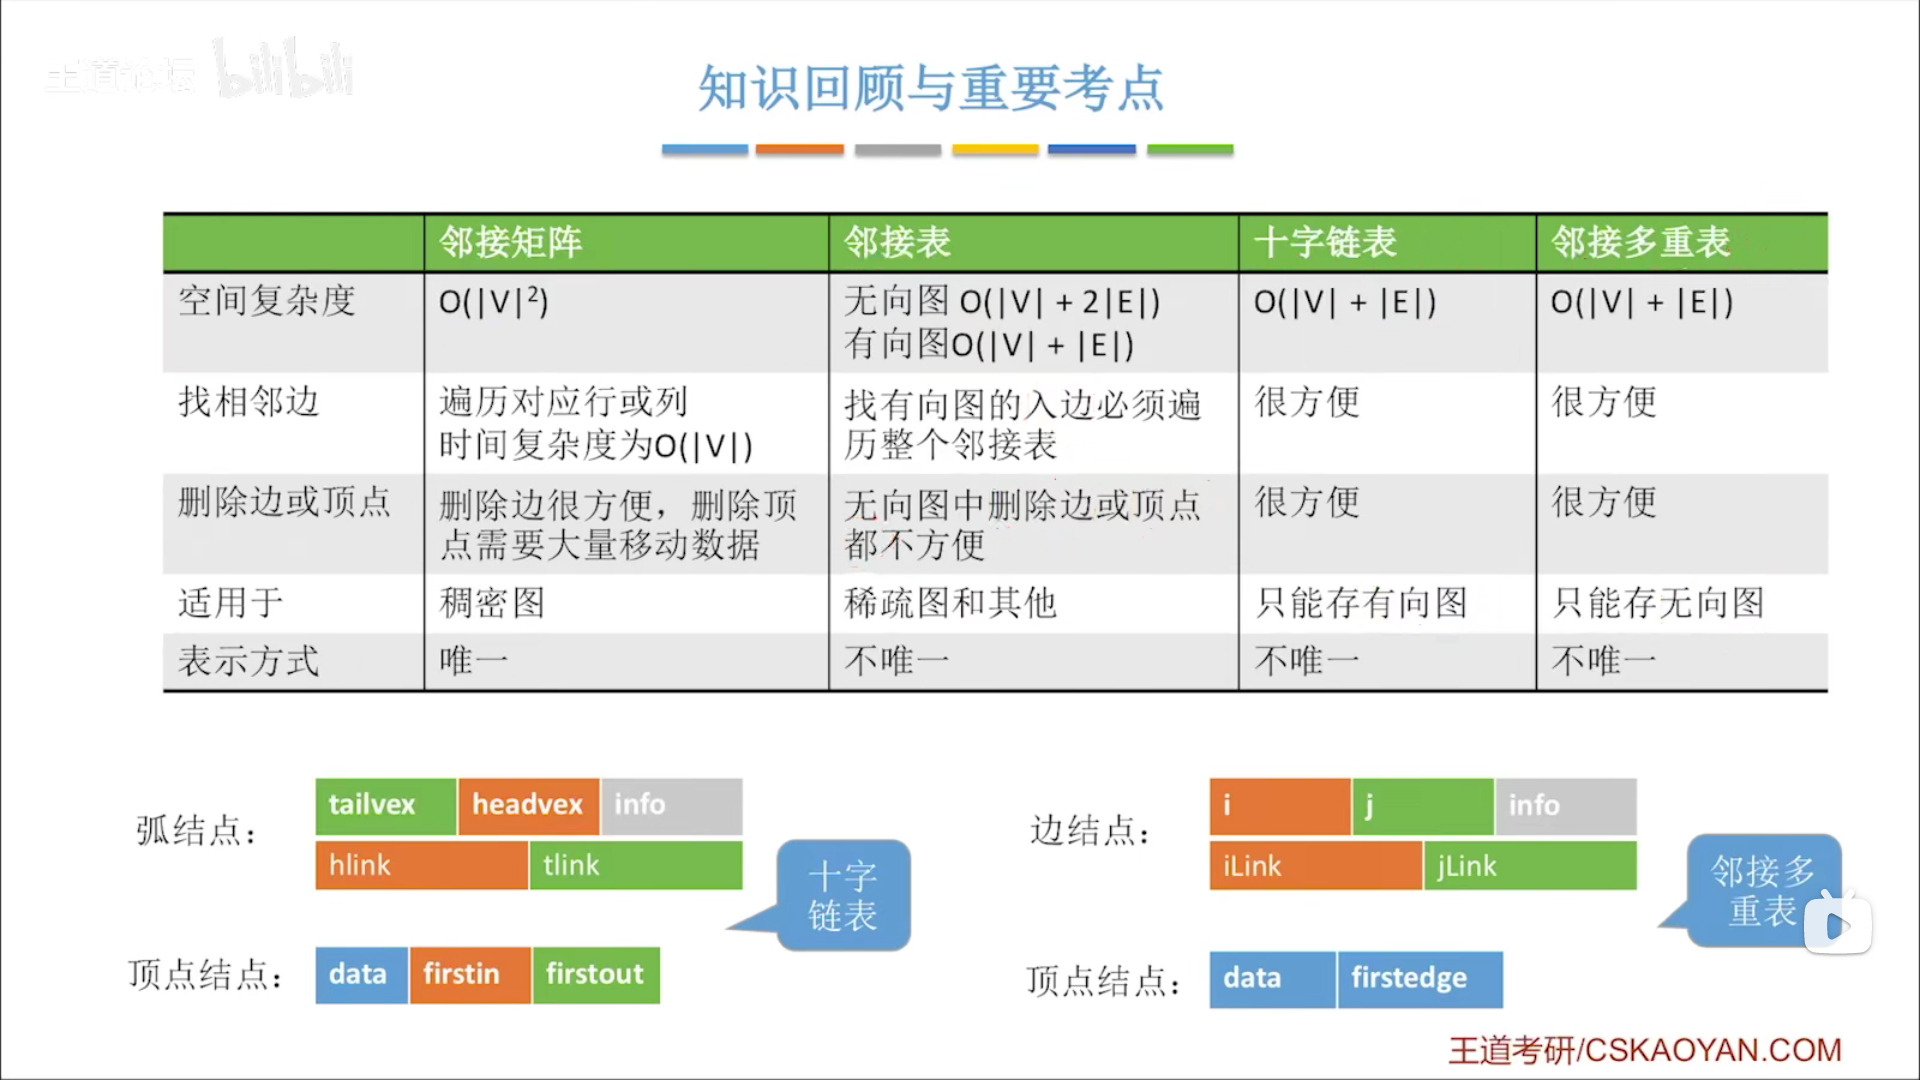 王道论坛 bilibili
知识回顾与重要考点
邻接矩阵 邻接表 十字链表 邻接多重表
空间复杂度 O(|V|²) 无向图 O(|V| + 2|E|) O(|V| + |E|) O(|V| + |E|)
有向图O(|V| + |E|)
找相邻边 遍历对应行或列 找有向图的入边必须遍 很方便 很方便
时间复杂度为O(|V|) 历整个邻接表
删除边或顶点 删除边很方便，删除顶 无向图中删除边或顶点 很方便 很方便
点需要大量移动数据 都不方便
适用于 稠密图 稀疏图和其他 只能存有向图 只能存无向图
表示方式 唯一 不唯一 不唯一 不唯一
弧结点：
tailvex headvex info
hlink tlink
十字
链表
顶点结点：
data firstin firstout
边结点：
i j info
iLink jLink
邻接多
重表
顶点结点：
data firstedge
王道考研/CSKAOYAN.COM